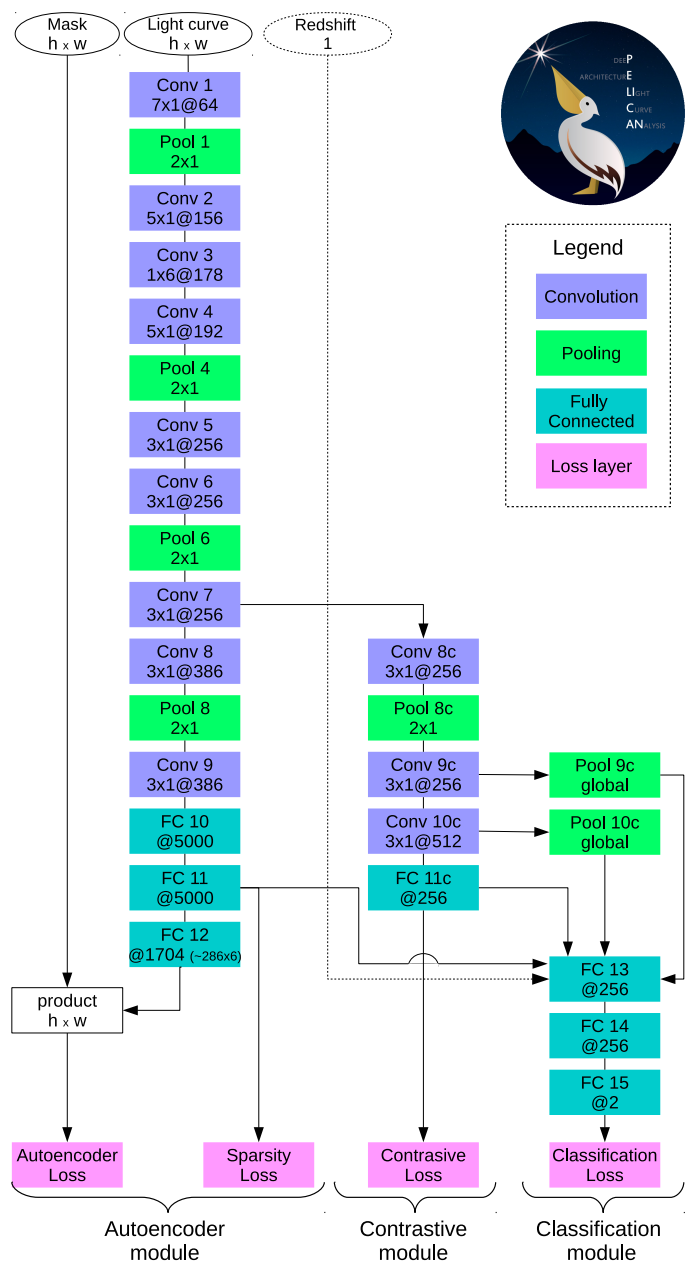 Mask
h x w
Light curve
h x w
Redshift
1
DEEP
ARCHITECTURE
LIGHT
CURVE
ANALYSIS
Conv 1
7x1@64
Pool 1
2x1
Conv 2
5x1@156
Conv 3
1x6@178
Conv 4
5x1@192
Pool 4
2x1
Conv 5
3x1@256
Conv 6
3x1@256
Pool 6
2x1
Conv 7
3x1@256
Conv 8
3x1@386
Pool 8
2x1
Conv 9
3x1@386
FC 10
@5000
FC 11
@5000
FC 12
@1704 (~286x6)
product
h x w
Autoencoder
Loss
Sparsity
Loss
Autoencoder
module
Conv 8c
3x1@256
Pool 8c
2x1
Conv 9c
3x1@256
Conv 10c
3x1@512
FC 11c
@256
Contrasive
Loss
Contrastive
module
Pool 9c
global
Pool 10c
global
FC 13
@256
FC 14
@256
FC 15
@2
Classification
Loss
Classification
module
Legend
Convolution
Pooling
Fully
Connected
Loss layer